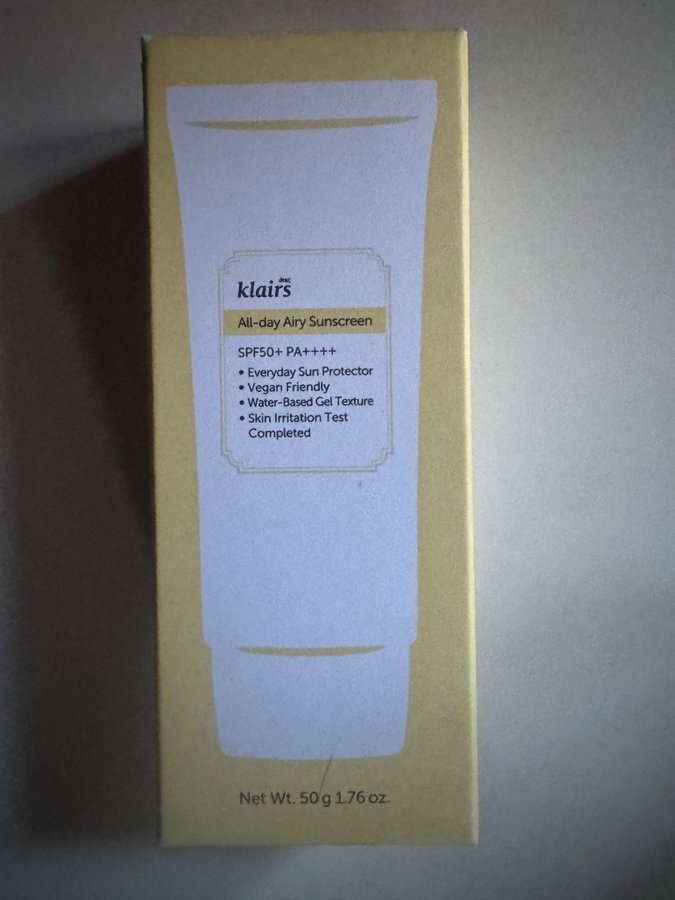 dear,
klairs
All-day Airy Sunscreen
SPF50+ PA++++
• Everyday Sun Protector
• Vegan Friendly
• Water-Based Gel Texture
• Skin Irritation Test
Completed
Net Wt. 50 g 1.76 oz.